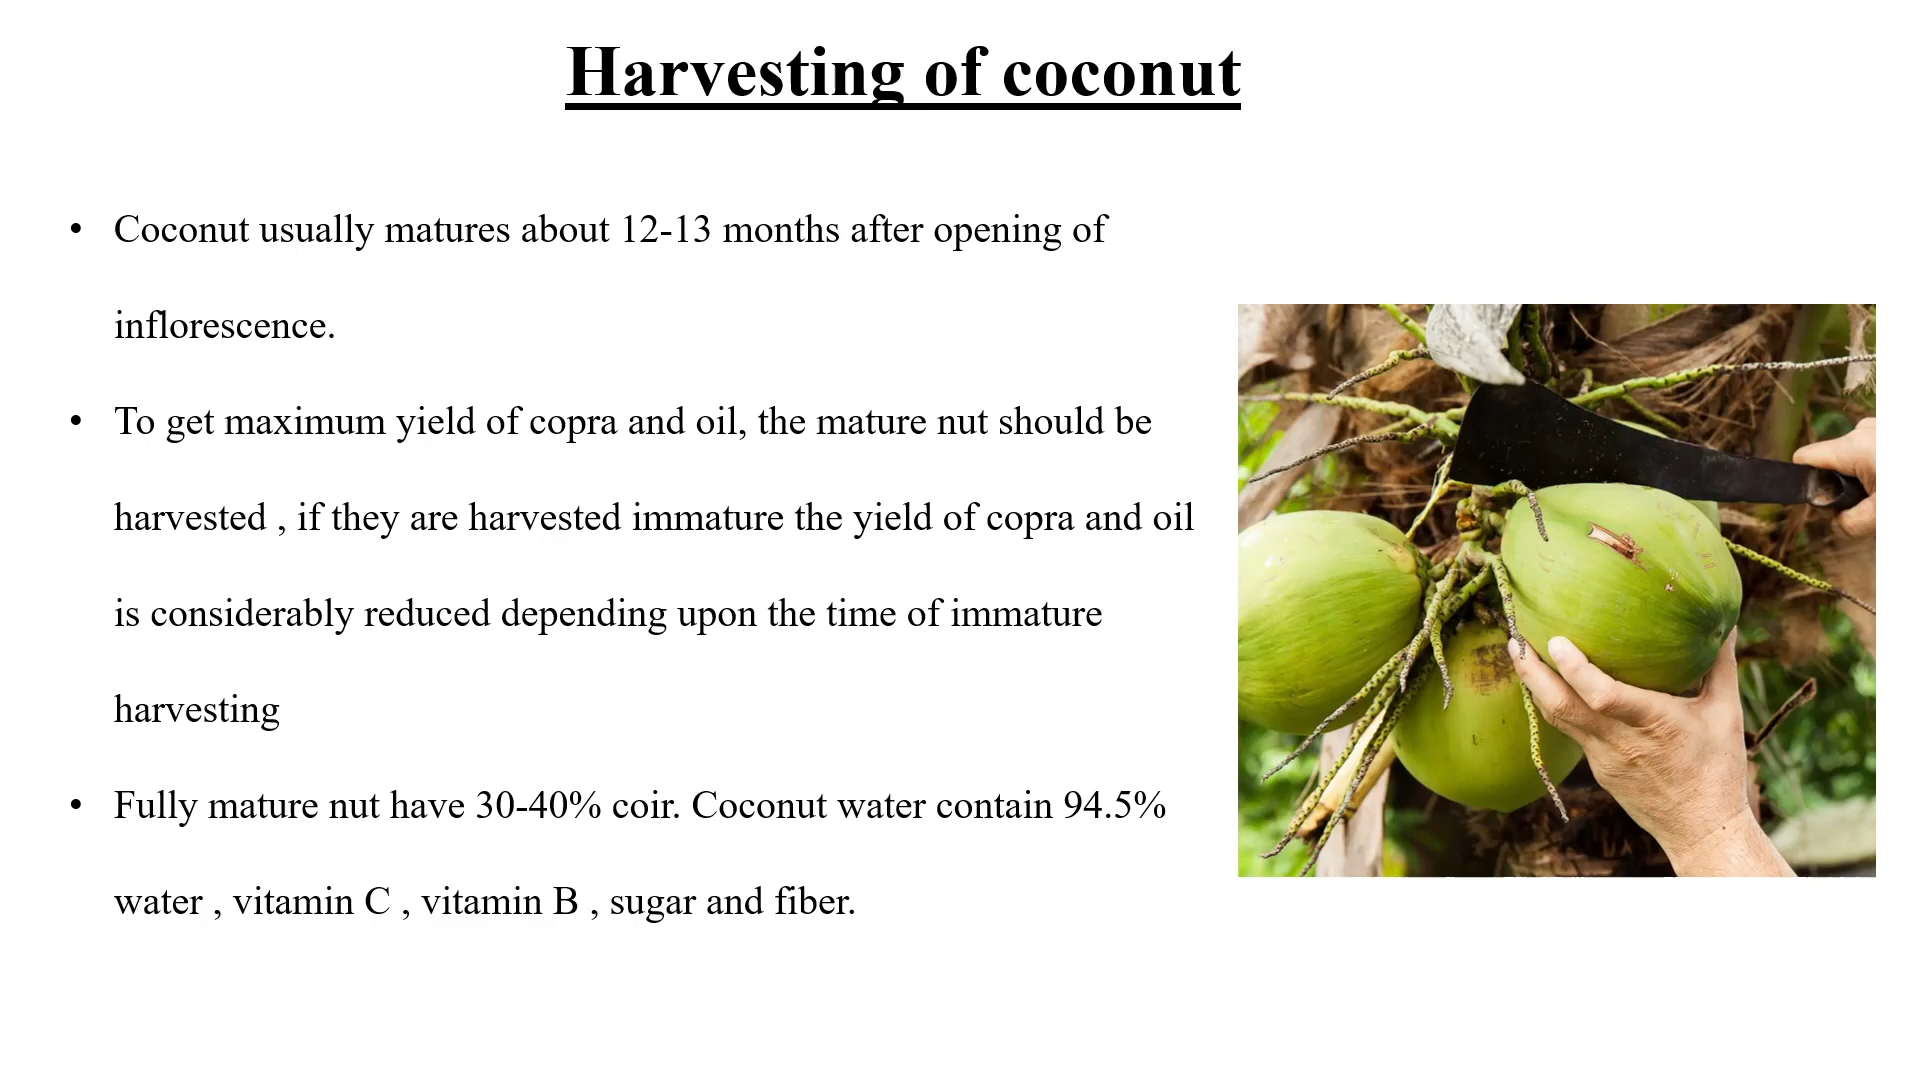 Harvesting of coconut
• Coconut usually matures about 12-13 months after opening of
inflorescence.
• To get maximum yield of copra and oil, the mature nut should be
harvested , if they are harvested immature the yield of copra and oil
is considerably reduced depending upon the time of immature
harvesting
• Fully mature nut have 30-40% coir. Coconut water contain 94.5%
water , vitamin C , vitamin B , sugar and fiber.